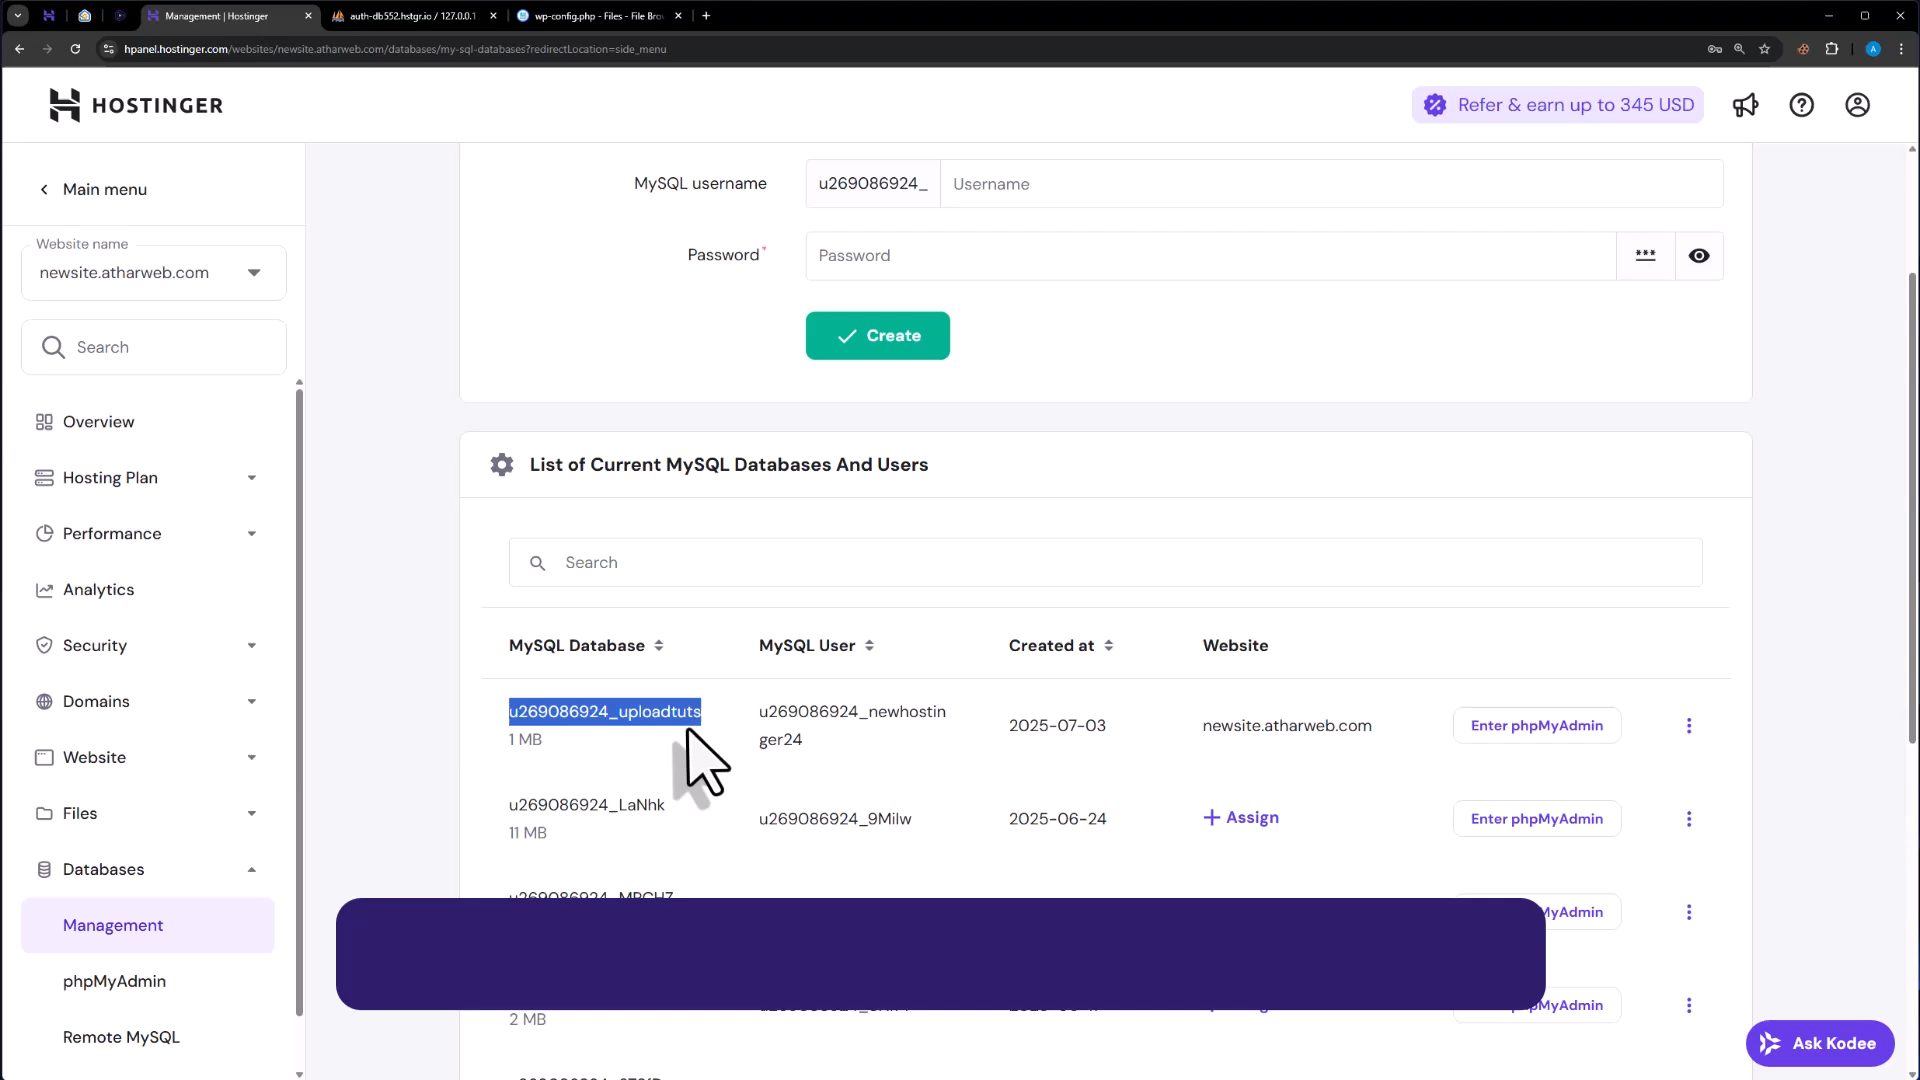 Management | Hostinger
auth-db552.hstgr.io / 127.0.0.1
wp-config.php - Files - File Bro
hpanel.hostinger.com/websites/newsite.atharweb.com/databases/my-sql-databases?redirectLocation=side_menu
A
HOSTINGER
Refer & earn up to 345 USD
Main menu
Website name
newsite.atharweb.com
Search
Overview
Hosting Plan
Performance
Analytics
Security
Domains
Website
Files
Databases
Management
phpMyAdmin
Remote MySQL
MySQL username
u269086924_
Username
Password*
Password
Create
List of Current MySQL Databases And Users
Search
MySQL Database
MySQL User
Created at
Website
u269086924_uploadtuts
1 MB
u269086924_newhostin
ger24
2025-07-03
newsite.atharweb.com
Enter phpMyAdmin
u269086924_LaNhk
11 MB
u269086924_9Milw
2025-06-24
+ Assign
Enter phpMyAdmin
MyAdmin
2 MB
MyAdmin
Ask Kodee